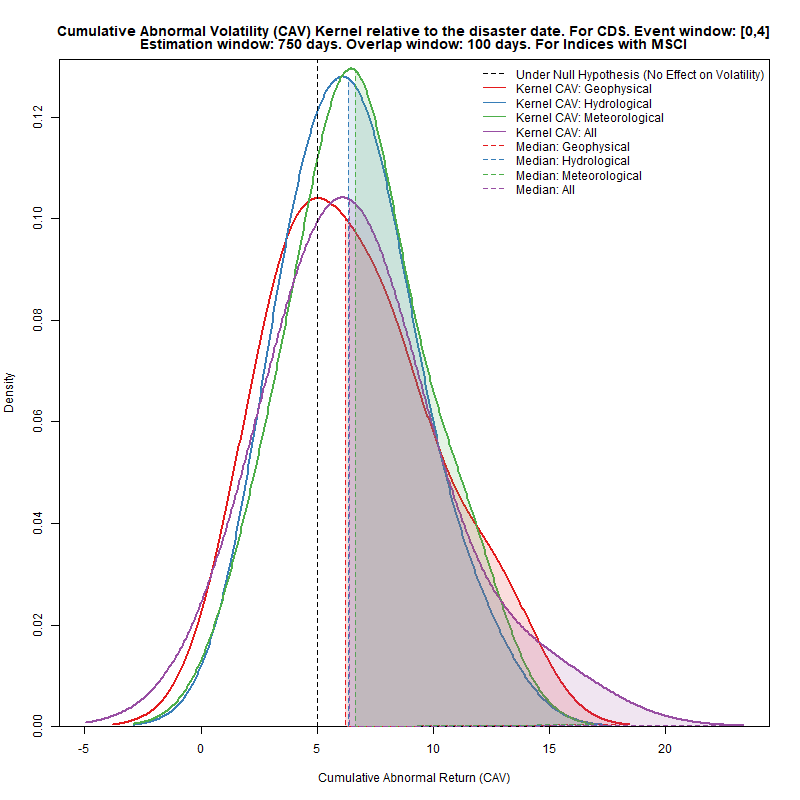 Cumulative Abnormal Volatility (CAV) Kernel relative to the disaster date. For CDS. Event window: [0,4]
Estimation window: 750 days. Overlap window: 100 days. For Indices with MSCI
Under Null Hypothesis (No Effect on Volatility)
Kernel CAV: Geophysical
Kernel CAV: Hydrological
Kernel CAV: Meteorological
Kernel CAV: All
Median: Geophysical
Median: Hydrological
Median: Meteorological
Median: All
Density
0.12
0.10
0.08
0.06
0.04
0.02
0.00
-5
0
5
10
15
20
Cumulative Abnormal Return (CAV)